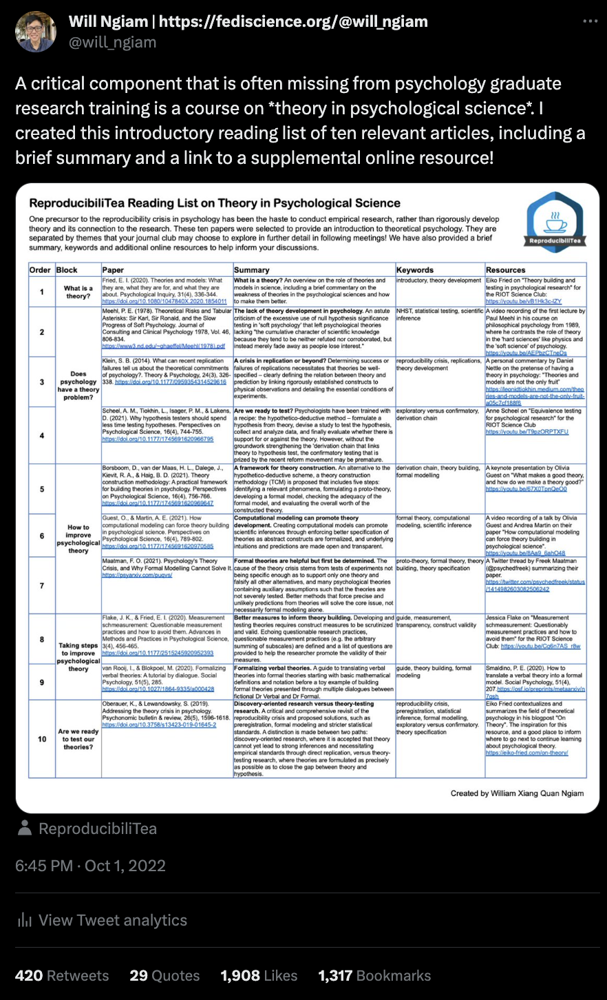 Will Ngiam | https://fediscience.org/@will_ngiam
@will_ngiam
A critical component that is often missing from psychology graduate
research training is a course on *theory in psychological science*. I
created this introductory reading list of ten relevant articles, including a
brief summary and a link to a supplemental online resource!
ReproducibiliTea Reading List on Theory in Psychological Science
One precursor to the reproducibility crisis in psychology has been the haste to conduct empirical research, rather than rigorously develop
theory and its connection to the research. These ten papers were selected to provide an introduction to theoretical psychology. They are
separated by themes that your journal club may choose to explore in further detail in following meetings! We have also provided a brief
summary, keywords and additional online resources to help inform your discussions.
ReproducibiliTea
Order Block Paper Summary Keywords Resources
1
What is a
theory?
Fried, E. I. (2020). Theories and models: What
they are, what they are for, and what they are
about. Psychological Inquiry, 31(4), 336-344.
https://doi.org/10.1080/1047840X.2020.1854011
What is a theory? An overview on the role of theories and
models in science, including a brief commentary on the
weakness of theories in the psychological sciences and how
to make them better.
introductory, theory development
Eiko Fried on "Theory building and
testing in psychological research" for
the RIOT Science Club:
https://youtu.be/vB1Hk3c-IZY
2
Meehl, P. E. (1978). Theoretical Risks and Tabular
Asterisks: Sir Karl, Sir Ronald, and the Slow
Progress of Soft Psychology. Journal of
Consulting and Clinical Psychology 1978, Vol. 46,
806-834.
https://www3.nd.edu/~ghaeffel/Meehl(1978).pdf
The lack of theory development in psychology. An astute
criticism of the excessive use of null hypothesis significance
testing in 'soft psychology' that left psychological theories
lacking "the cumulative character of scientific knowledge
because they tend to be neither refuted nor corroborated, but
instead merely fade away as people lose interest."
NHST, statistical testing, scientific
inference
A video recording of the first lecture by
Paul Meehl in his course on
philosophical psychology from 1989,
where he contrasts the role of theory
in the 'hard sciences' like physics and
the 'soft science' of psychology.
https://youtu.be/AEPbzCTneDs
3
Does
psychology
have a theory
problem?
Klein, S. B. (2014). What can recent replication
failures tell us about the theoretical commitments
of psychology?. Theory & Psychology, 24(3), 326-
338. https://doi.org/10.1177/0959354314529616
A crisis in replication or beyond? Determining success or
failures of replications necessitates that theories be well-
specified – clearly defining the relation between theory and
prediction by linking rigorously established constructs to
physical observations and detailing the essential conditions of
experiments.
reproducibility crisis, replications,
theory development
A personal commentary by Daniel
Nettle on the pretense of having a
theory in psychology: "Theories and
models are not the only fruit"
https://leonidtiokhin.medium.com/theo
ries-and-models-are-not-the-only-fruit-
a05c7cf188f6
4
Scheel, A. M., Tiokhin, L., Isager, P. M., & Lakens,
D. (2021). Why hypothesis testers should spend
less time testing hypotheses. Perspectives on
Psychological Science, 16(4), 744-755.
https://doi.org/10.1177/1745691620966795
Are we ready to test? Psychologists have been trained with
a recipe: the hypothetico-deductive method – formulate a
hypothesis from theory, devise a study to test the hypothesis,
collect and analyze data, and finally evaluate whether there is
support for or against the theory. However, without the
groundwork strengthening the 'derivation chain that links
theory to hypothesis test, the confirmatory testing that is
prized by the recent reform movement may be premature.
exploratory versus confirmatory,
derivation chain
Anne Scheel on "Equivalence testing
for psychological research" for the
RIOT Science Club
https://youtu.be/T9pzORPTXFU
5
Borsboom, D., van der Maas, H. L., Dalege, J.,
Kievit, R. A., & Haig, B. D. (2021). Theory
construction methodology: A practical framework
for building theories in psychology. Perspectives
on Psychological Science, 16(4), 756-766.
https://doi.org/10.1177/1745691620969647
A framework for theory construction. An alternative to the
hypothetico-deductive scheme, a theory construction
methodology (TCM) is proposed that includes five steps:
identifying a relevant phenomena, formulating a proto-theory,
developing a formal model, checking the adequacy of the
formal model, and evaluating the overall worth of the
constructed theory.
derivation chain, theory building,
formal modelling
A keynote presentation by Olivia
Guest on "What makes a good theory,
and how do we make a theory good?"
https://youtu.be/67X0TpnQeO0
6
How to
improve
psychological
theory
Guest, O., & Martin, A. E. (2021). How
computational modeling can force theory building
in psychological science. Perspectives on
Psychological Science, 16(4), 789-802.
https://doi.org/10.1177/1745691620970585
Computational modeling can promote theory
development. Creating computational models can promote
scientific inferences through enforcing better specification of
theories as abstract constructs are formalized, and underlying
intuitions and predictions are made open and transparent.
formal theory, computational
modeling, scientific inference
A video recording of a talk by Olivia
Guest and Andrea Martin on their
paper "How computational modeling
can force theory building in
psychological science".
https://youtu.be/8Aa9_6ahO48
7
Maatman, F. O. (2021). Psychology's Theory
Crisis, and Why Formal Modelling Cannot Solve It.
https://psyarxiv.com/puqvs/
Formal theories are helpful but first be determined. The
cause of the theory crisis stems from tests of experiments not
being specific enough as to support only one theory and
falsify all other alternatives, and many psychological theories
containing auxiliary assumptions such that the theories are
not severely tested. Better methods that force precise and
unlikely predictions from theories will solve the core issue, not
necessarily formal modeling alone.
proto-theory, formal theory, theory
building, theory specification
A Twitter thread by Freek Maatman
(@psychedfreek) summarizing their
paper.
https://twitter.com/psychedfreek/status
/1414982603082506242
8
Taking steps
to improve
psychological
theory
Flake, J. K., & Fried, E. I. (2020). Measurement
schmeasurement: Questionable measurement
practices and how to avoid them. Advances in
Methods and Practices in Psychological Science,
3(4), 456-465.
https://doi.org/10.1177/2515245920952393
Better measures to inform theory building. Developing and
testing theories requires construct measures to be scrutinized
and valid. Echoing questionable research practices,
questionable measurement practices (e.g. the arbitrary
summing of subscales) are defined and a list of questions are
provided to help the researcher promote the validity of their
measures.
guide, measurement,
transparency, construct validity
Jessica Flake on "Measurement
schmeasurement: Questionably
measurement practices and how to
avoid them" for the RIOT Science
Club: https://youtu.be/Cg6n7AS_r8w
9
van Rooij, I., & Blokpoel, M. (2020). Formalizing
verbal theories: A tutorial by dialogue. Social
Psychology, 51(5), 285.
https://doi.org/10.1027/1864-9335/a000428
Formalizing verbal theories. A guide to translating verbal
theories into formal theories starting with basic mathematical
definitions and notation before a toy example of building
formal theories presented through multiple dialogues between
fictional Dr Verbal and Dr Formal.
guide, theory building, formal
modeling
Smaldino, P. E. (2020). How to
translate a verbal theory into a formal
model. Social Psychology, 51(4),
207.https://osf.io/preprints/metaarxiv/n
7qsh
10
Are we ready
to test our
theories?
Oberauer, K., & Lewandowsky, S. (2019).
Addressing the theory crisis in psychology.
Psychonomic bulletin & review, 26(5), 1596-1618.
https://doi.org/10.3758/s13423-019-01645-2
Discovery-oriented research versus theory-testing
research. A critical and comprehensive revisit of the
reproducibility crisis and proposed solutions, such as
preregistration, formal modeling and stricter statistical
standards. A distinction is made between two paths:
discovery-oriented research, where it is accepted that theory
cannot yet lead to strong inferences and necessitating
empirical standards through direct replication, versus theory-
testing research, where theories are formulated as precisely
as possible as to close the gap between theory and
hypothesis.
reproducibility crisis,
preregistration, statistical
inference, formal modelling,
exploratory versus confirmatory.
theory specification
Eiko Fried contextualizes and
summarizes the field of theoretical
psychology in his blogpost "On
Theory". The inspiration for this
resource, and a good place to inform
where to go next to continue learning
about psychological theory.
https://eiko-fried.com/on-theory/
Created by William Xiang Quan Ngiam
ReproducibiliTea
6:45 PM · Oct 1, 2022
View Tweet analytics
420 Retweets 29 Quotes 1,908 Likes 1,317 Bookmarks